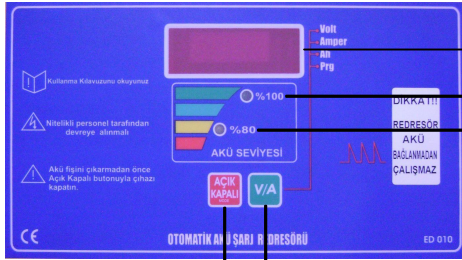 Volt
Amper
Ah
Prg
Kullanma Kılavuzunu okuyunuz
%100
DİKKAT!!
REDRESÖR
AKÜ
BAĞLANMADAN
ÇALIŞMAZ
Nitelikli personel tarafından
devreye alınmalı
%80
AKÜ SEVİYESİ
Akü fişini çıkarmadan önce
Açık Kapalı butonuyla çihazı
kapatın.
AÇIK
KAPALI
V/A
CE
OTOMATİK AKÜ ŞARJ REDRESÖRÜ
ED 010